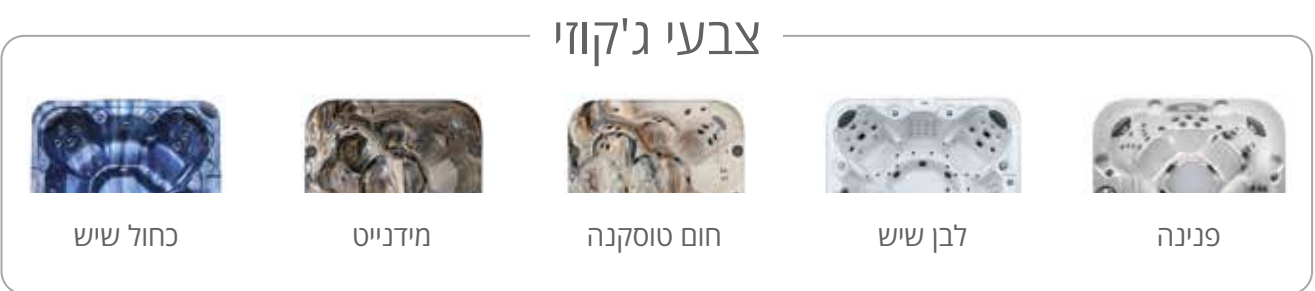 צבעי ג'קוזי
פנינה
לבן שיש
חום טוסקנה
מידנייט
כחול שיש